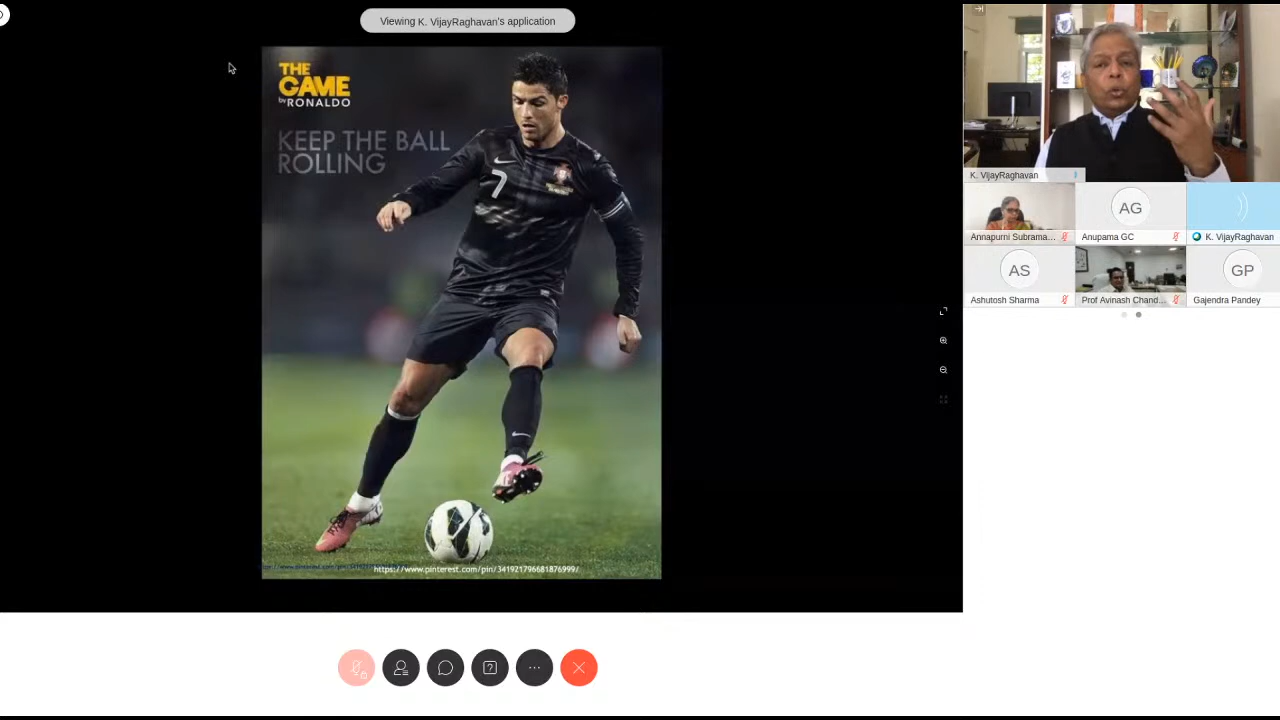 Viewing K. VijayRaghavan's application
THE
GAME
by RONALDO
KEEP THE BALL
ROLLING
7
https://www.pinterest.com/pin/341921796681876999/
K. VijayRaghavan
Annapurni Subrama...
AG
Anupama GC
K. VijayRaghavan
AS
Ashutosh Sharma
Prof Avinash Chand...
GP
Gajendra Pandey